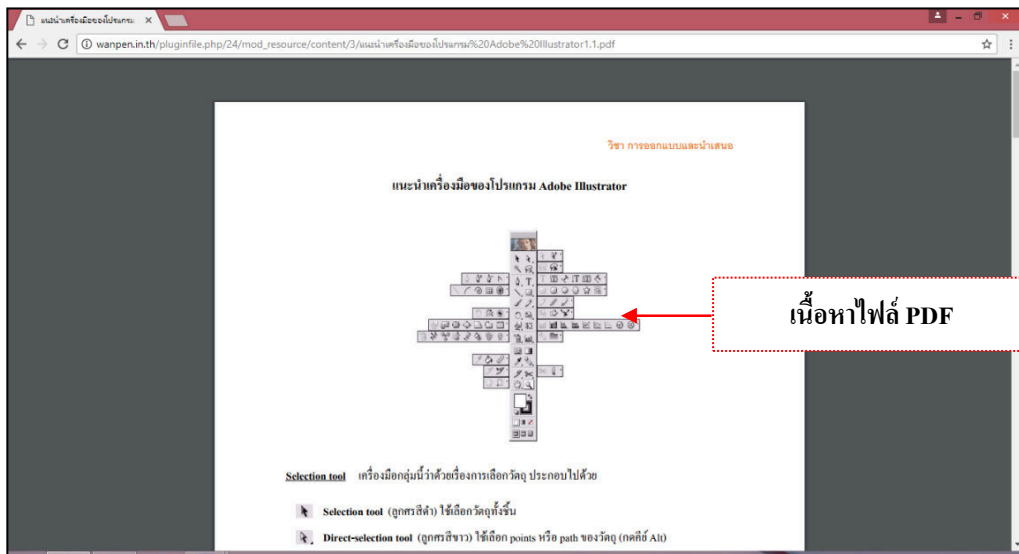 แนะนำเครื่องมือของโปรแกรม
wanpen.in.th/pluginfile.php/24/mod_resource/content/3/แนะนำเครื่องมือของโปรแกรม%20Adobe%20Illustrator1.1.pdf
วิชา การออกแบบและนำเสนอ
แนะนำเครื่องมือของโปรแกรม Adobe Illustrator
เนื้อหาไฟล์ PDF
Selection tool เครื่องมือกลุ่มนี้ว่าด้วยเรื่องการเลือกวัตถุ ประกอบไปด้วย
Selection tool (ลูกศรสีดำ) ใช้เลือกวัตถุทั้งชิ้น
Direct-selection tool (ลูกศรสีขาว) ใช้เลือก points หรือ path ของวัตถุ (กดคีย์ Alt)